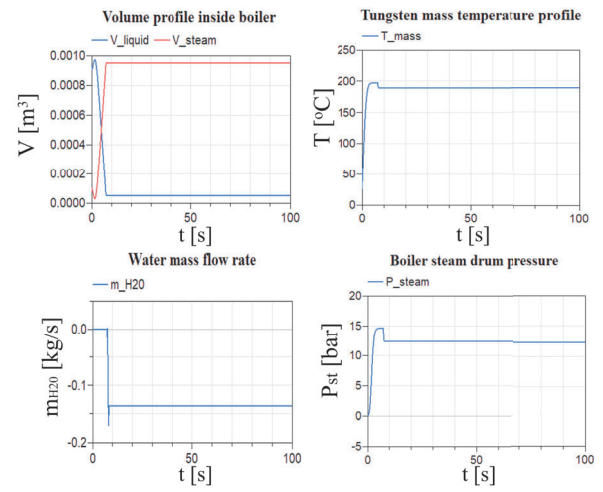 Volume profile inside boiler
V_liquid V_steam
V [m³]
0.0010
0.0008
0.0006
0.0004
0.0002
0.0000
0 50 100
t [s]
Tungsten mass temperature profile
T_mass
T [°C]
250
200
150
100
50
0
0 50 100
t [s]
Water mass flow rate
m_H20
mH20 [kg/s]
0.0
-0.1
-0.2
0 50 100
t [s]
Boiler steam drum pressure
P_steam
Pst [bar]
20
15
10
5
0
-5
0 50 100
t [s]